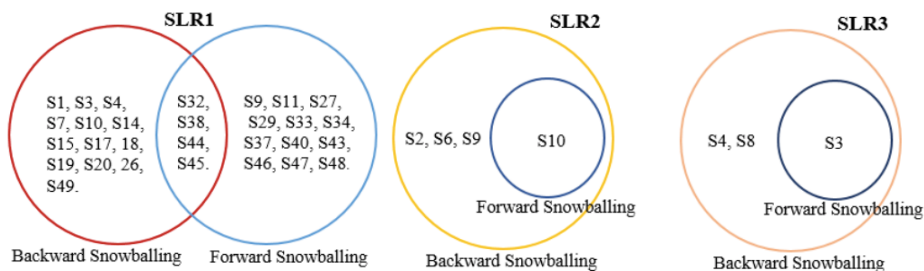 SLR1
S1, S3, S4,
S7, S10, S14,
S15, S17, 18,
S19, S20, 26,
S49.
S32,
S38,
S44,
S45.
S9, S11, S27,
S29, S33, S34,
S37, S40, S43,
S46, S47, S48.
Backward Snowballing
Forward Snowballing
SLR2
S2, S6, S9
S10
Forward Snowballing
Backward Snowballing
SLR3
S4, S8
S3
Forward Snowballing
Backward Snowballing